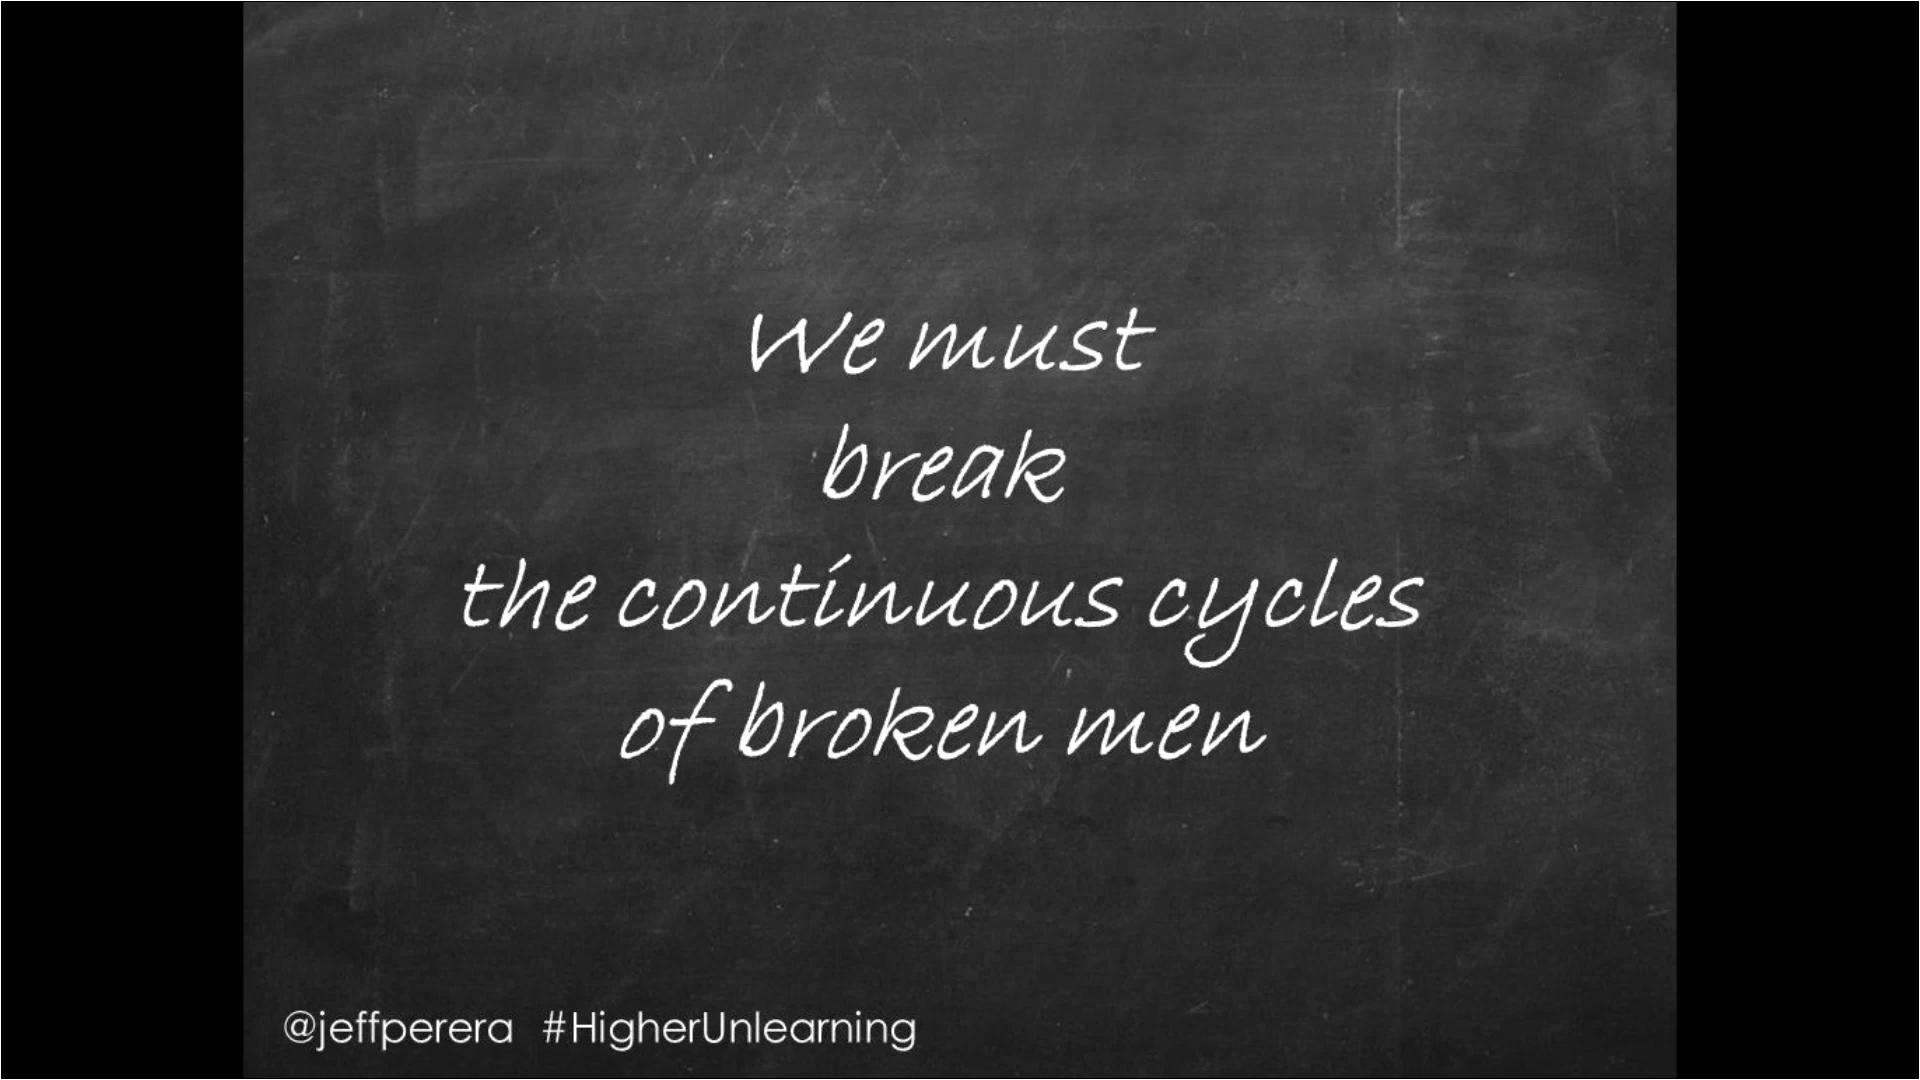 We must
break
the continuous cycles
of broken men
@jeffperera #HigherUnlearning